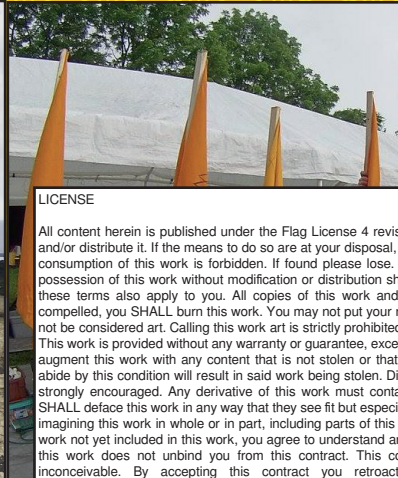 LICENSE
All content herein is published under the Flag License 4 revis
and/or distribute it. If the means to do so are at your disposal,
consumption of this work is forbidden. If found please lose.
possession of this work without modification or distribution sh
these terms also apply to you. All copies of this work and
compelled, you SHALL burn this work. You may not put your
not be considered art. Calling this work art is strictly prohibited
This work is provided without any warranty or guarantee, exce
augment this work with any content that is not stolen or that
abide by this condition will result in said work being stolen. Di
strongly encouraged. Any derivative of this work must conta
SHALL deface this work in any way that they see fit but especi
imagining this work in whole or in part, including parts of this
work not yet included in this work, you agree to understand a
this work does not unbind you from this contract. This co
inconceivable. By accepting this contract you retroact